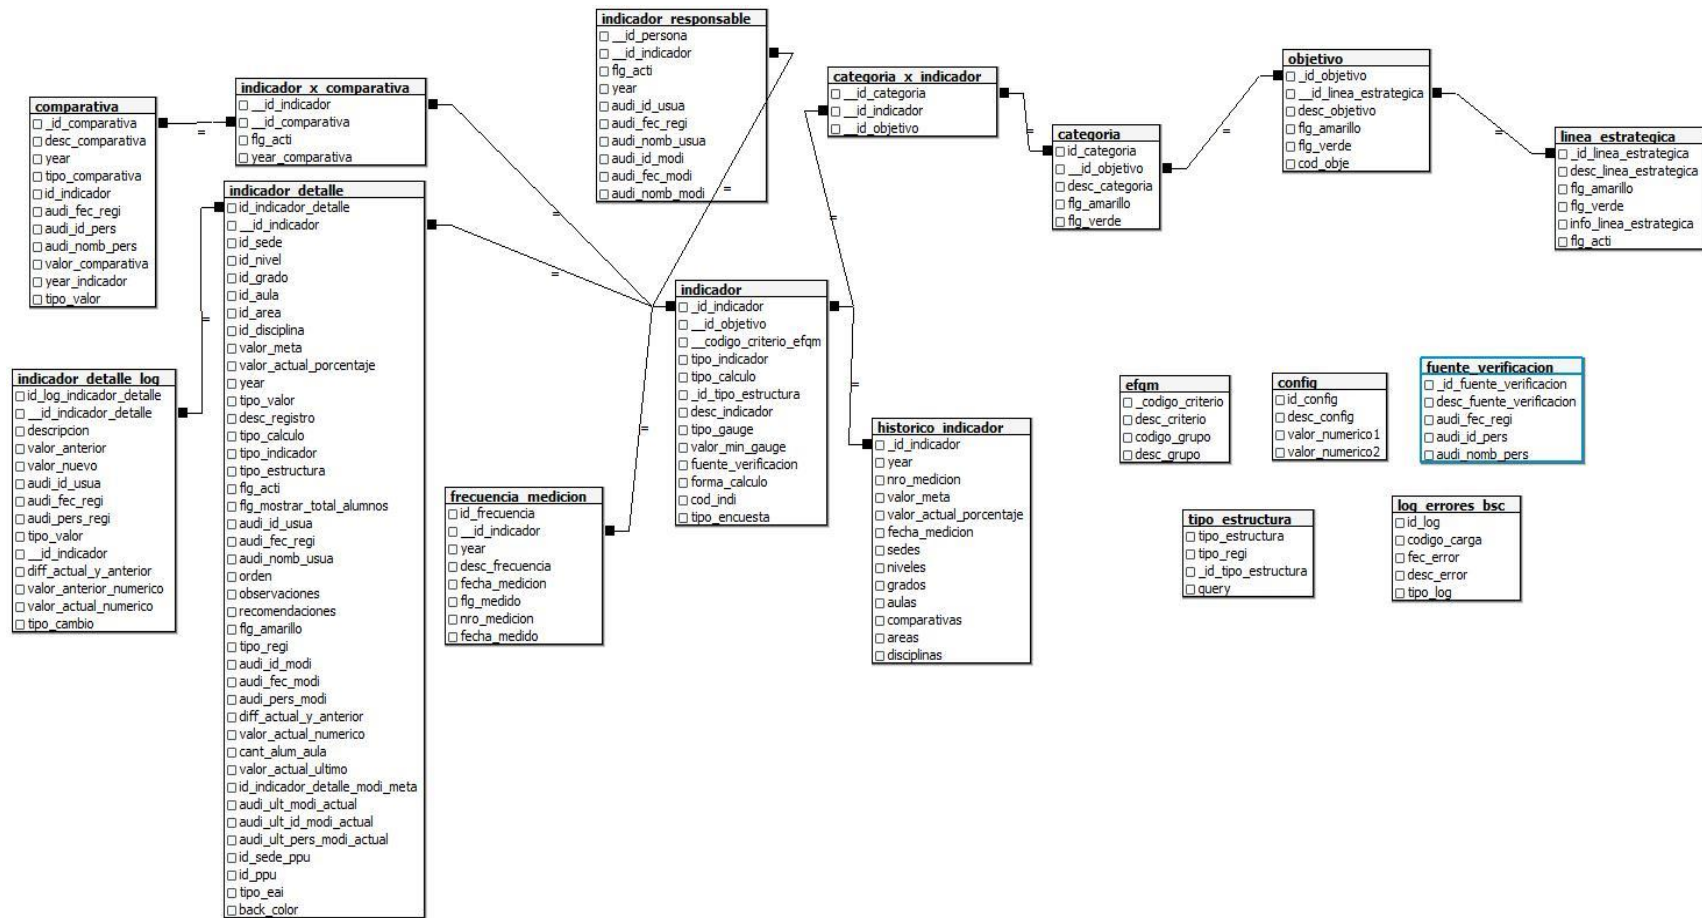 indicador_responsable
__id_persona
__id_indicador
flg_acti
year
audi_id_usua
audi_fec_regi
audi_nomb_usua
audi_id_modi
audi_fec_modi
audi_nomb_modi
comparativa
_id_comparativa
desc_comparativa
year
tipo_comparativa
id_indicador
audi_fec_regi
audi_id_pers
audi_nomb_pers
valor_comparativa
year_indicador
tipo_valor
indicador_x_comparativa
__id_indicador
__id_comparativa
flg_acti
year_comparativa
categoria_x_indicador
__id_categoria
__id_indicador
__id_objetivo
categoria
id_categoria
__id_objetivo
desc_categoria
flg_amarillo
flg_verde
objetivo
_id_objetivo
__id_linea_estrategica
desc_objetivo
flg_amarillo
flg_verde
cod_obje
linea_estrategica
_id_linea_estrategica
desc_linea_estrategica
flg_amarillo
flg_verde
info_linea_estrategica
flg_acti
indicador_detalle
id_indicador_detalle
__id_indicador
id_sede
id_nivel
id_grado
id_aula
id_area
id_disciplina
valor_meta
valor_actual_porcentaje
year
tipo_valor
desc_registro
tipo_calculo
tipo_indicador
tipo_estructura
flg_acti
flg_mostrar_total_alumnos
audi_id_usua
audi_fec_regi
audi_nomb_usua
orden
observaciones
recomendaciones
flg_amarillo
tipo_regi
audi_id_modi
audi_fec_modi
audi_pers_modi
diff_actual_y_anterior
valor_actual_numerico
cant_alum_aula
valor_actual_ultimo
id_indicador_detalle_modi_meta
audi_ult_modi_actual
audi_ult_id_modi_actual
audi_ult_pers_modi_actual
id_sede_ppu
id_ppu
tipo_eai
back_color
indicador_detalle_log
id_log_indicador_detalle
__id_indicador_detalle
descripcion
valor_anterior
valor_nuevo
audi_id_usua
audi_fec_regi
audi_pers_regi
tipo_valor
__id_indicador
diff_actual_y_anterior
valor_anterior_numerico
valor_actual_numerico
tipo_cambio
indicador
_id_indicador
__id_objetivo
__codigo_criterio_efqm
tipo_indicador
tipo_calculo
_id_tipo_estructura
desc_indicador
tipo_gauge
valor_min_gauge
fuente_verificacion
forma_calculo
cod_indi
tipo_encuesta
frecuencia_medicion
id_frecuencia
__id_indicador
year
desc_frecuencia
fecha_medicion
flg_medido
nro_medicion
fecha_medido
historico_indicador
_id_indicador
year
nro_medicion
valor_meta
valor_actual_porcentaje
fecha_medicion
sedes
niveles
grados
aulas
comparativas
areas
disciplinas
efqm
_codigo_criterio
desc_criterio
codigo_grupo
desc_grupo
config
id_config
desc_config
valor_numerico1
valor_numerico2
fuente_verificacion
_id_fuente_verificacion
desc_fuente_verificacion
audi_fec_regi
audi_id_pers
audi_nomb_pers
tipo_estructura
tipo_estructura
tipo_regi
_id_tipo_estructura
query
log_errores_bsc
id_log
codigo_carga
fec_error
desc_error
tipo_log